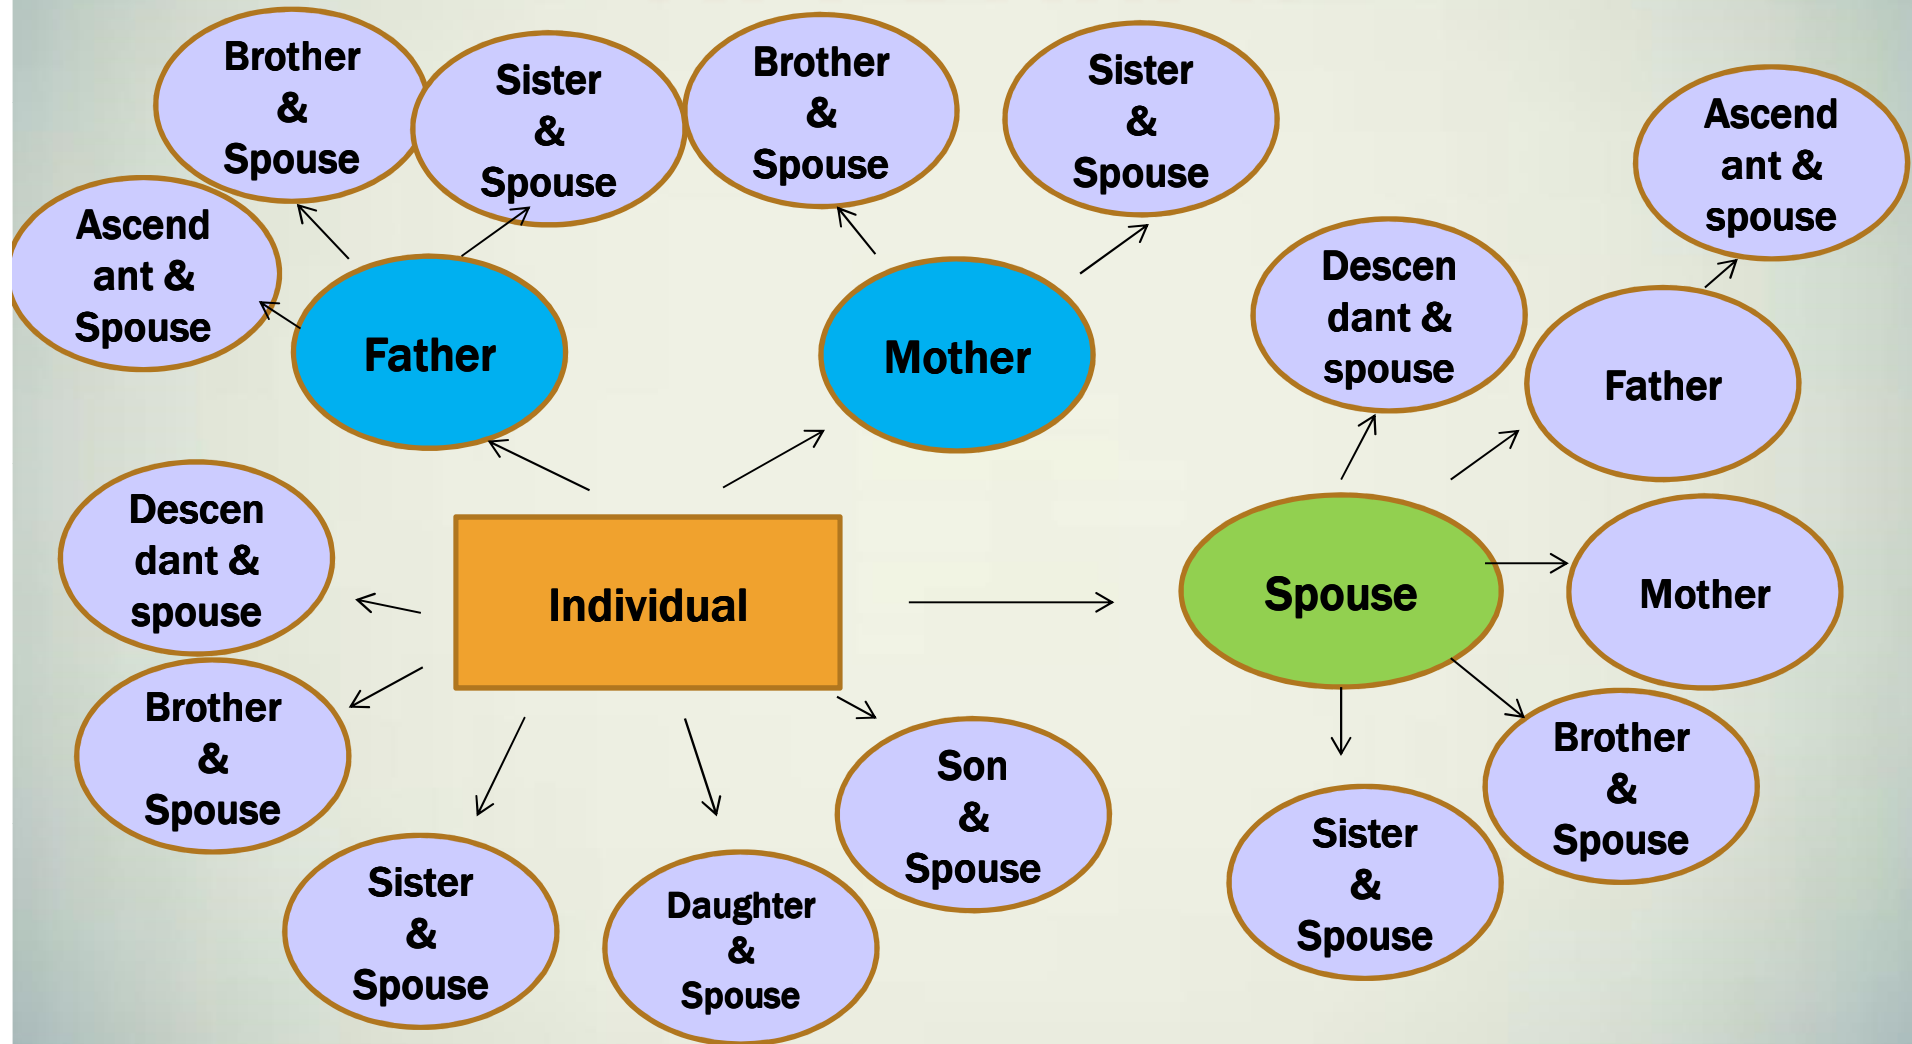 Brother
&
Spouse
Sister
&
Spouse
Brother
&
Spouse
Sister
&
Spouse
Ascend
ant &
spouse
Ascend
ant &
Spouse
Father
Mother
Descen
dant &
spouse
Father
Descen
dant &
spouse
Individual
Spouse
Mother
Brother
&
Spouse
Son
&
Spouse
Brother
&
Spouse
Sister
&
Spouse
Daughter
&
Spouse
Sister
&
Spouse